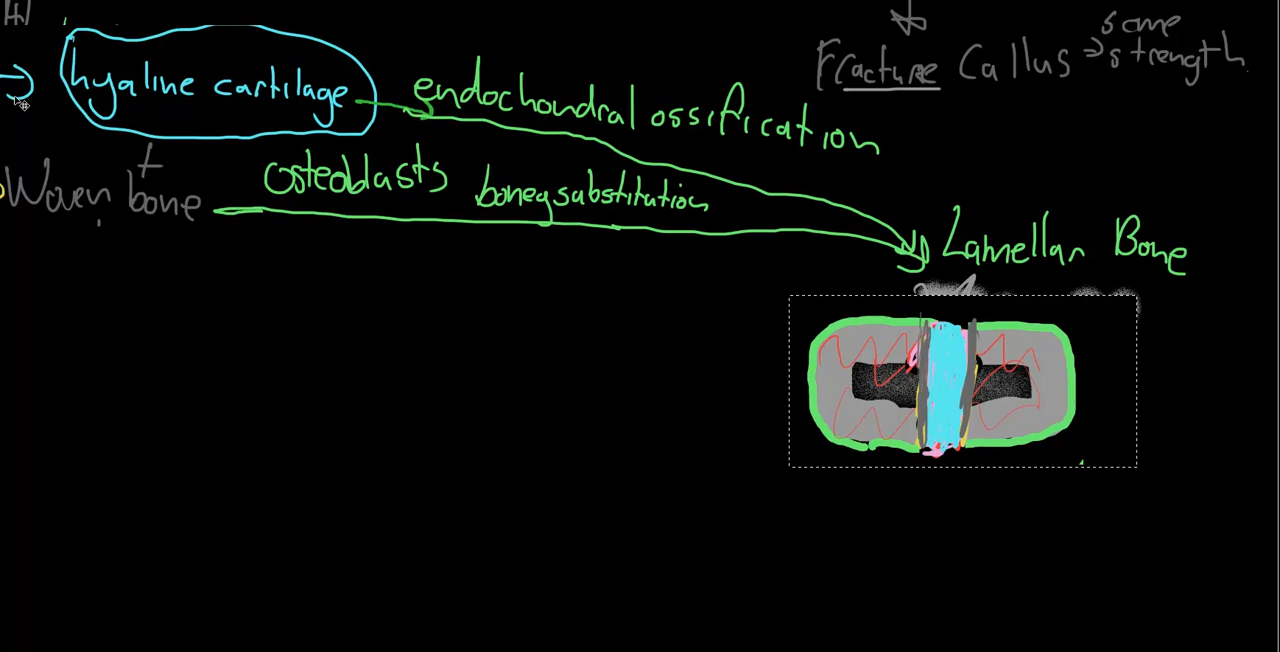 some
Fracture Callus → strength
hyaline cartilage
endochondral ossification
+
osteoblasts
Woven bone
bone substitution
Lamellar Bone